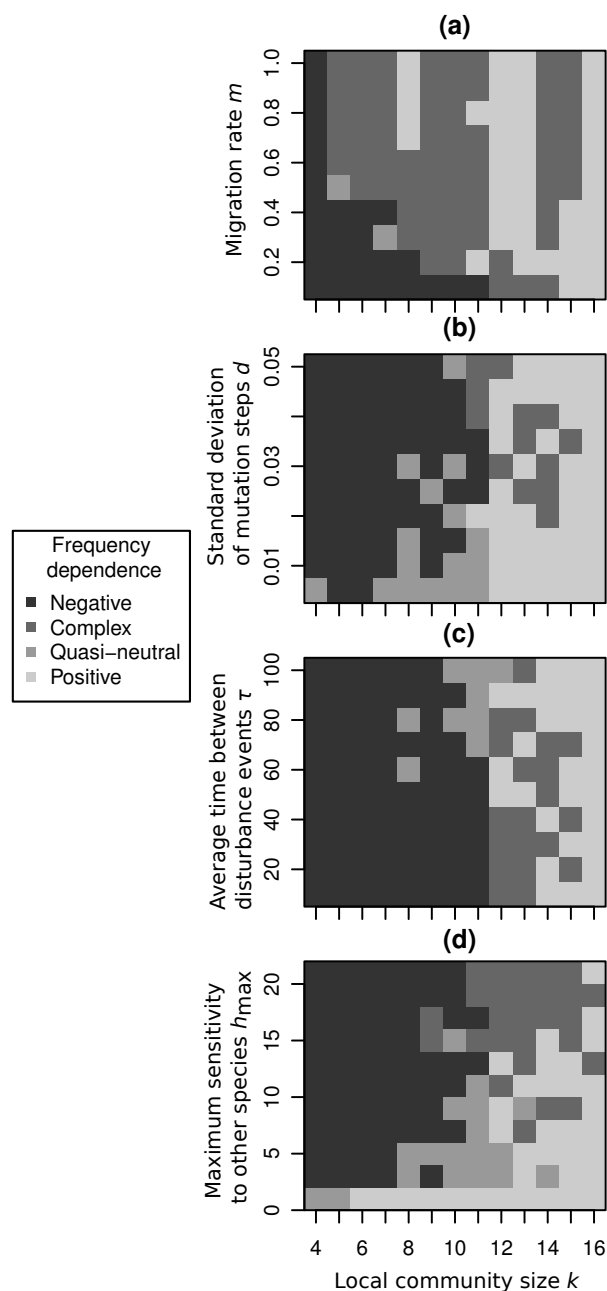 (a)
Migration rate m
1.0
0.8
0.6
0.4
0.2
(b)
Standard deviation
of mutation steps d
0.05
0.03
0.01
Frequency
dependence
Negative
Complex
Quasi−neutral
Positive
(c)
Average time between
disturbance events τ
100
80
60
40
20
(d)
Maximum sensitivity
to other species hmax
20
15
10
5
0
4 6 8 10 12 14 16
Local community size k